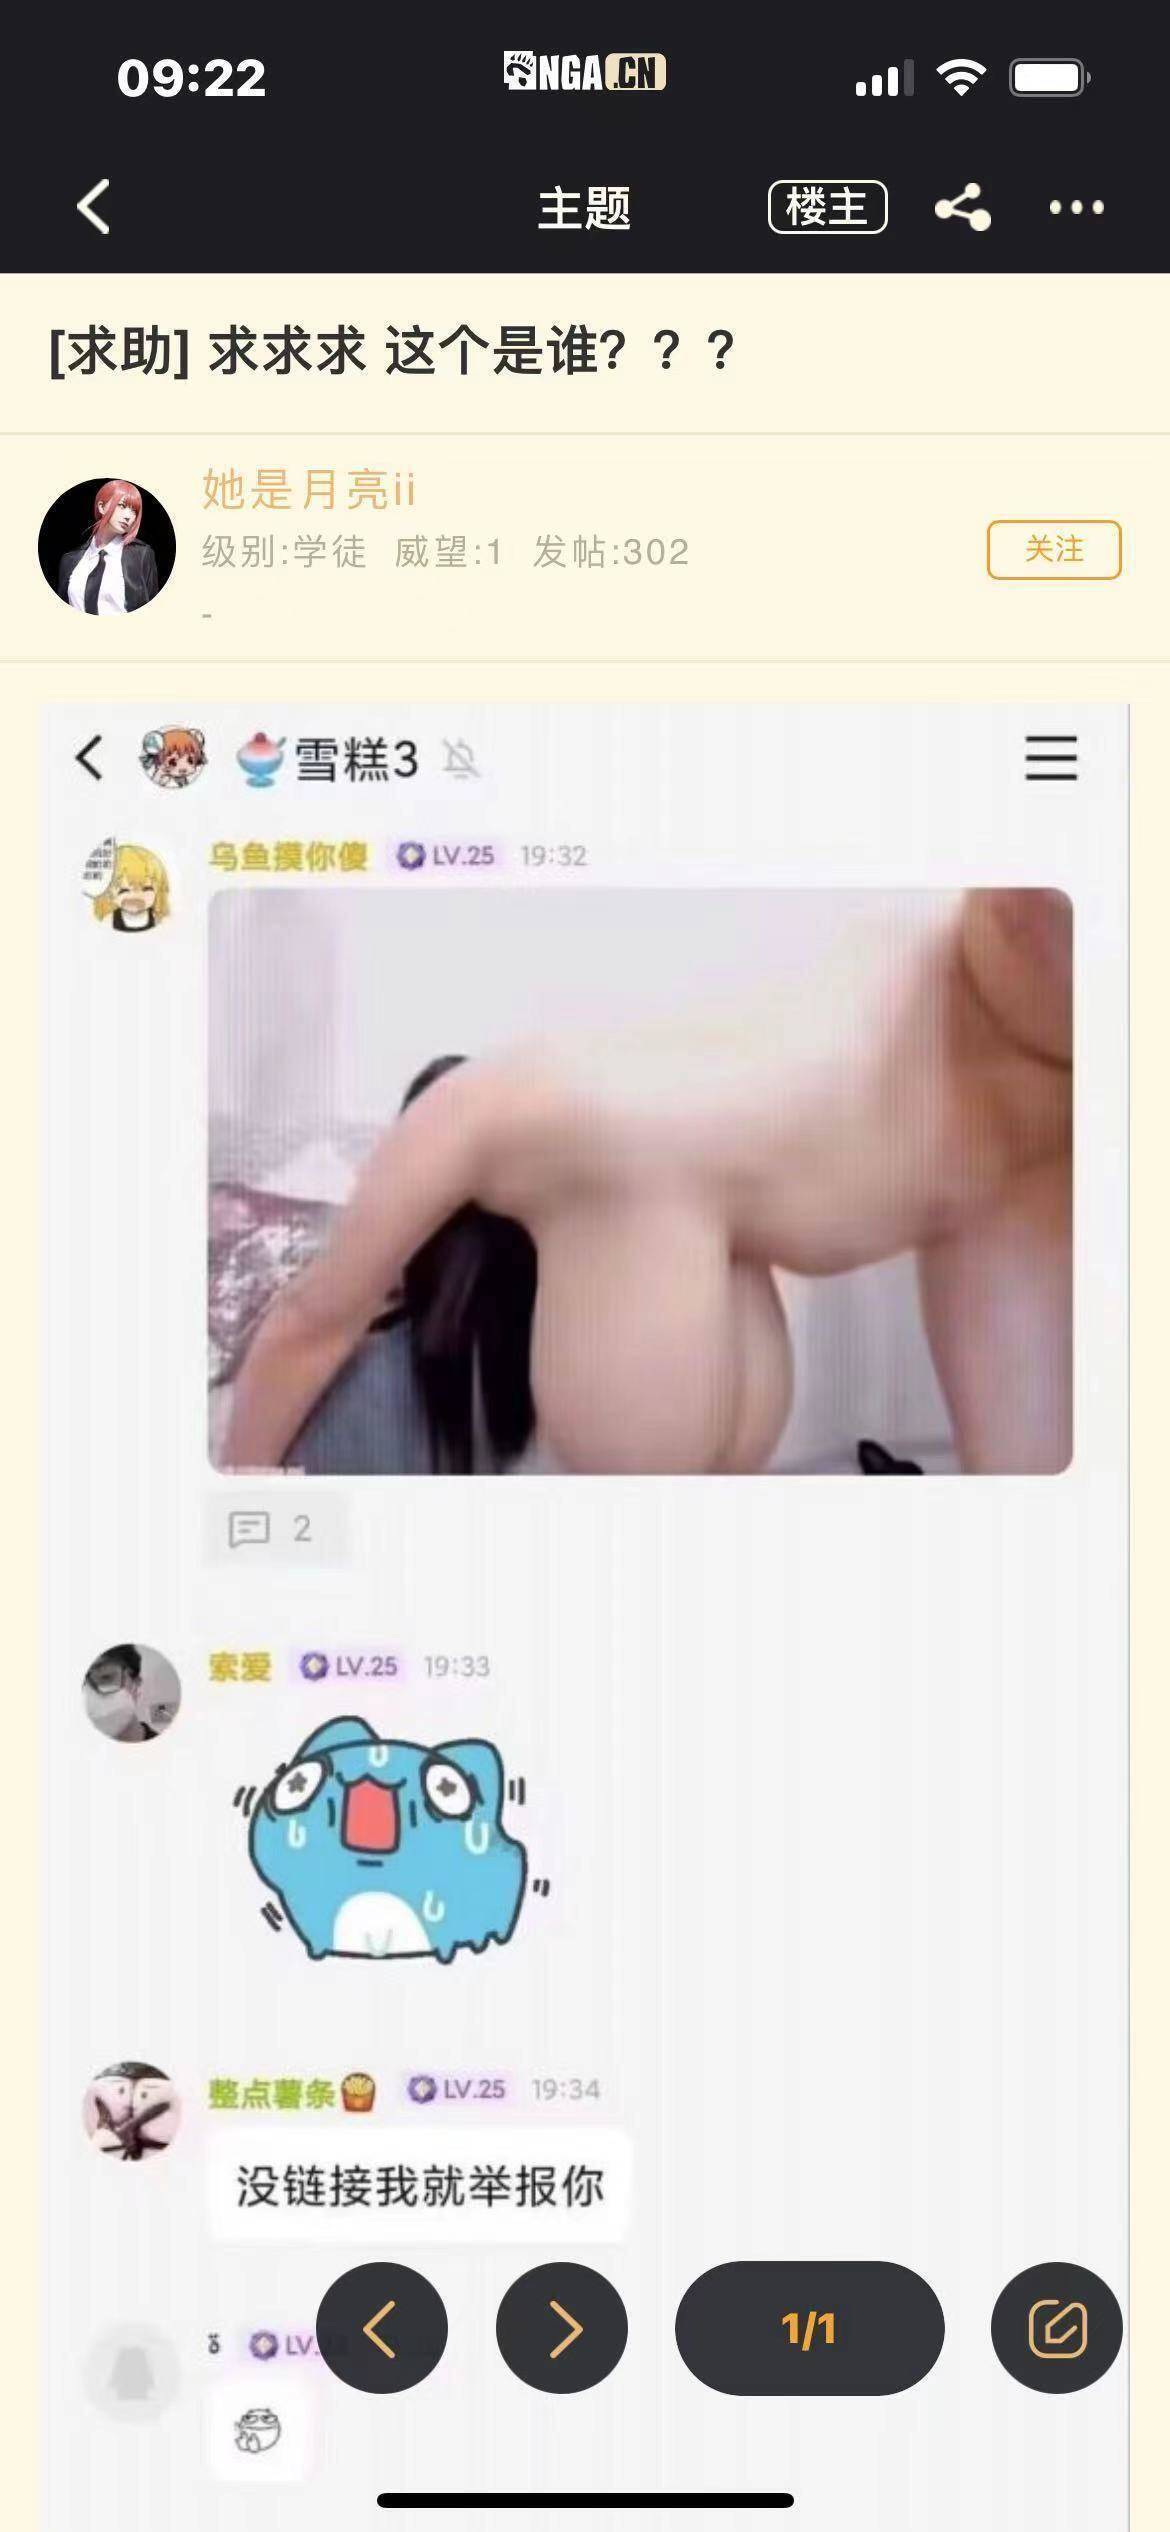 09:22
NGA.CN
主题
楼主
[求助] 求求求 这个是谁？？？
她是月亮ii
级别:学徒 威望:1 发帖:302
关注
-
雪糕3
乌鱼摸你傻 LV.25 19:32
2
索爱 LV.25 19:33
整点薯条 LV.25 19:34
没链接我就举报你
ŏ LV.
1/1